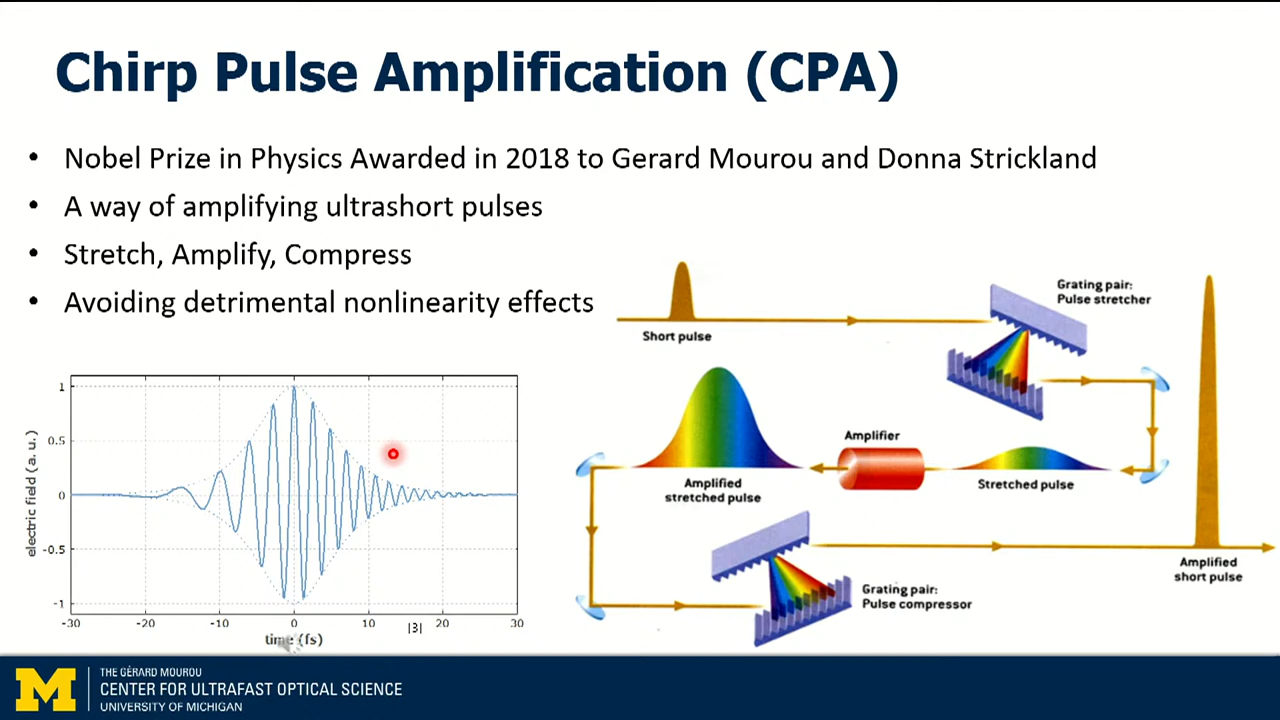 Chirp Pulse Amplification (CPA)
• Nobel Prize in Physics Awarded in 2018 to Gerard Mourou and Donna Strickland
• A way of amplifying ultrashort pulses
• Stretch, Amplify, Compress
• Avoiding detrimental nonlinearity effects
Short pulse
Grating pair:
Pulse stretcher
Amplifier
Stretched pulse
Amplified
stretched pulse
Grating pair:
Pulse compressor
Amplified
short pulse
electric field (a. u.)
1
0.5
0
-0.5
-1
-30 -20 -10 0 10 20 30
|3|
time (fs)
M
THE GÉRARD MOUROU
CENTER FOR ULTRAFAST OPTICAL SCIENCE
UNIVERSITY OF MICHIGAN